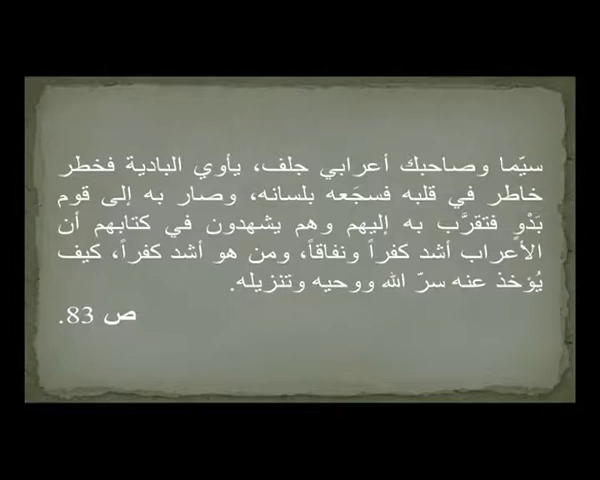 سيّما وصاحبك أعرابي جلف، يأوي البادية فخطر
خاطر في قلبه فسجَعه بلسانه، وصار به إلى قوم
بَدْوٍ فتقرَّب به إليهم وهم يشهدون في كتابهم أن
الأعراب أشد كفراً ونفاقاً، ومن هو أشد كفراً، كيف
يُؤخذ عنه سرّ الله ووحيه وتنزيله.
ص 83.